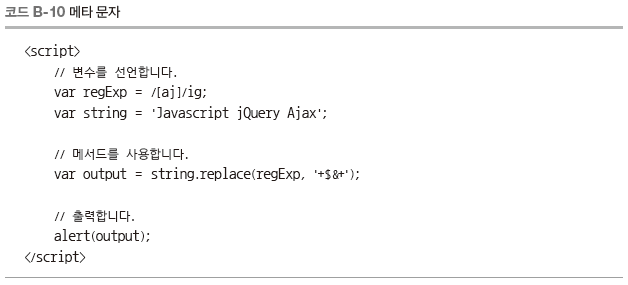 코드 B-10 메타 문자
<script>
// 변수를 선언합니다.
var regExp = /[aj]/ig;
var string = 'Javascript jQuery Ajax';
// 메서드를 사용합니다.
var output = string.replace(regExp, '+$&+');
// 출력합니다.
alert(output);
</script>